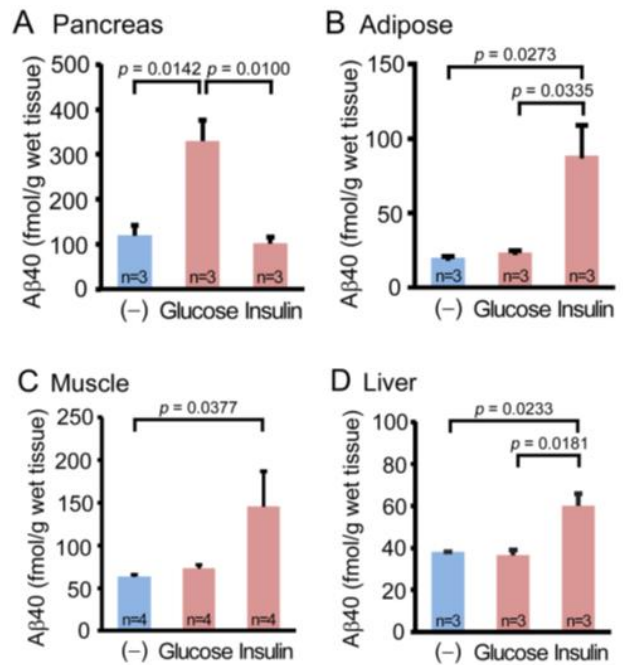 A Pancreas
Aβ40 (fmol/g wet tissue)
500
400
300
200
100
0
p = 0.0142
p = 0.0100
n=3
n=3
n=3
(–) Glucose Insulin
B Adipose
Aβ40 (fmol/g wet tissue)
150
100
50
0
p = 0.0273
p = 0.0335
n=3
n=3
n=3
(–) Glucose Insulin
C Muscle
Aβ40 (fmol/g wet tissue)
250
200
150
100
50
0
p = 0.0377
n=4
n=4
n=4
(–) Glucose Insulin
D Liver
Aβ40 (fmol/g wet tissue)
100
80
60
40
20
0
p = 0.0233
p = 0.0181
n=3
n=3
n=3
(–) Glucose Insulin